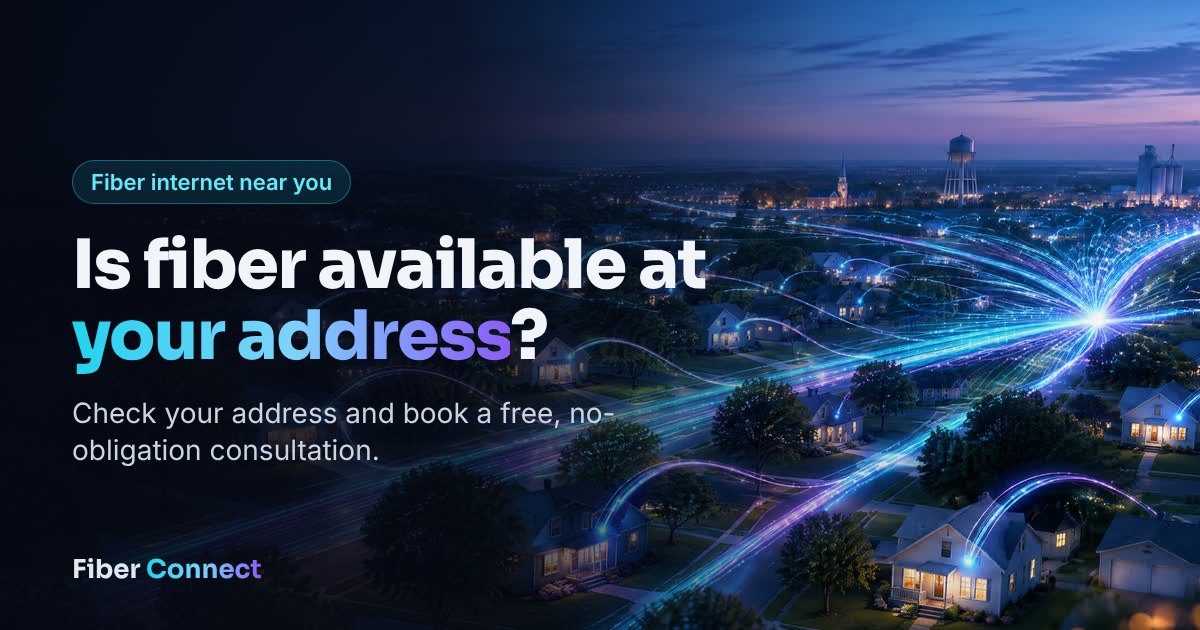 Fiber internet near you
Is fiber available at
your address?
Check your address and book a free, no-
obligation consultation.
Fiber Connect